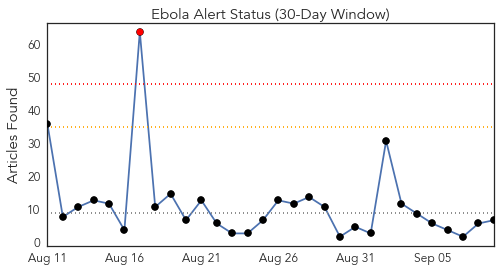 Ebola Alert Status (30-Day Window)
Articles Found
60
50
40
30
20
10
0
Aug 11 Aug 16 Aug 21 Aug 26 Aug 31 Sep 05